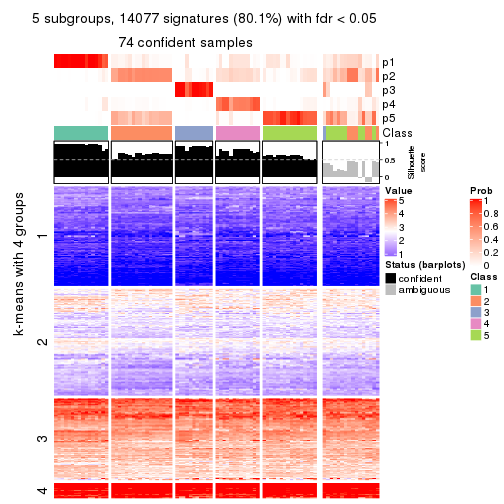 5 subgroups, 14077 signatures (80.1%) with fdr < 0.05
74 confident samples
p1
p2
p3
p4
p5
Class
1
0.5
0
Silhouette
score
k-means with 4 groups
1
2
3
4
Value
5
4
3
2
1
Status (barplots)
confident
ambiguous
Prob
1
0.8
0.6
0.4
0.2
0
Class
1
2
3
4
5